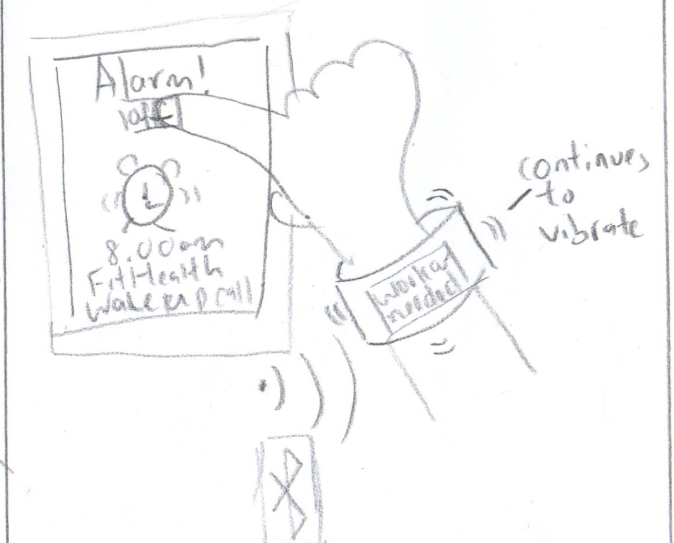 Alarm!
off
8.00am
FitHealth
Wake up call
workout
needed
continues
to
vibrate